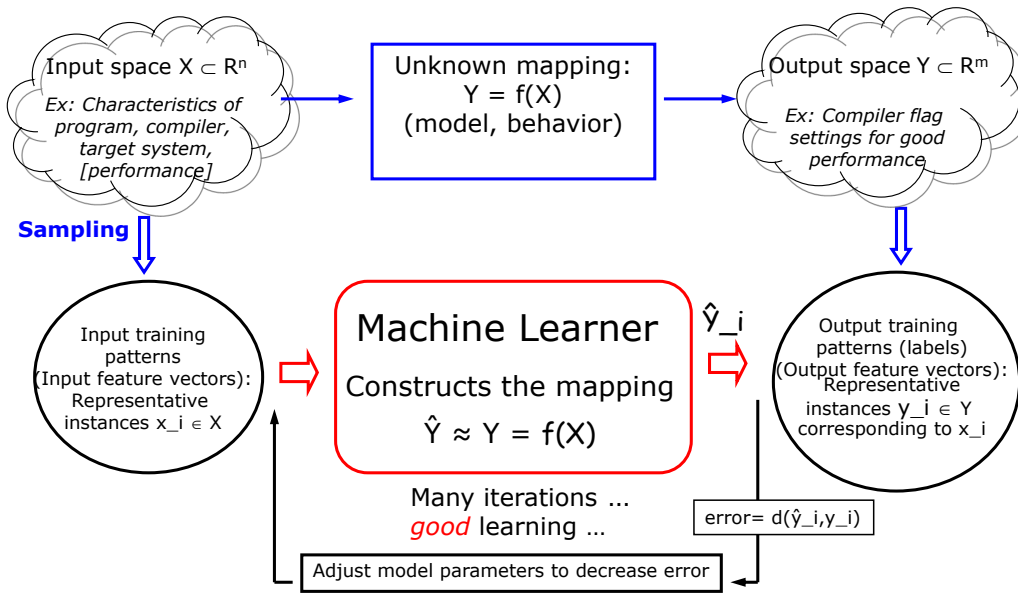 Input space X ⊂ Rⁿ
Ex: Characteristics of
program, compiler,
target system,
[performance]
Unknown mapping:
Y = f(X)
(model, behavior)
Output space Y ⊂ Rᵐ
Ex: Compiler flag
settings for good
performance
Sampling
Input training
patterns
(Input feature vectors):
Representative
instances x_i ∈ X
Machine Learner
Constructs the mapping
Ŷ ≈ Y = f(X)
ŷ_i
Output training
patterns (labels)
(Output feature vectors):
Representative
instances y_i ∈ Y
corresponding to x_i
Many iterations ...
good learning ...
error= d(ŷ_i,y_i)
Adjust model parameters to decrease error